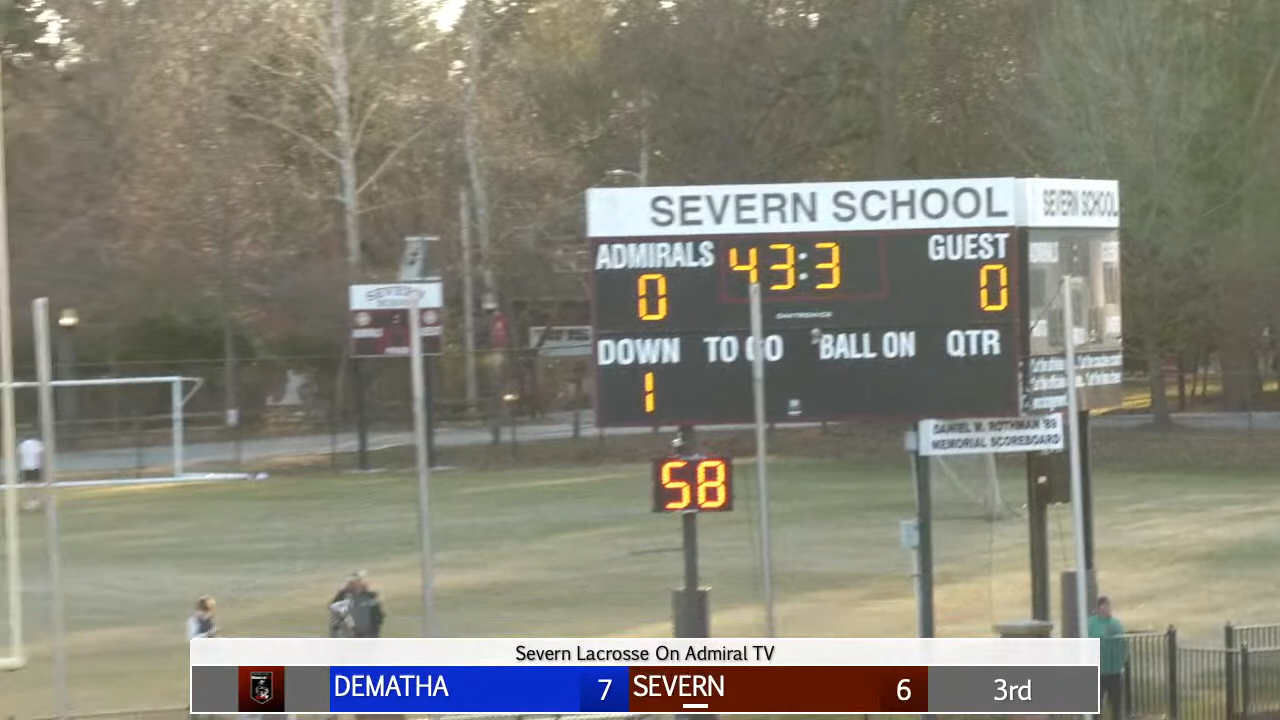 SEVERN SCHOOL
SEVERN SCHOOL
ADMIRALS 43:3 GUEST
0 0
DOWN TO GO BALL ON QTR
1
SEVERN
DANIEL W. ROTHMAN '89
MEMORIAL SCOREBOARD
58
Severn Lacrosse On Admiral TV
DEMATHA 7 SEVERN 6 3rd